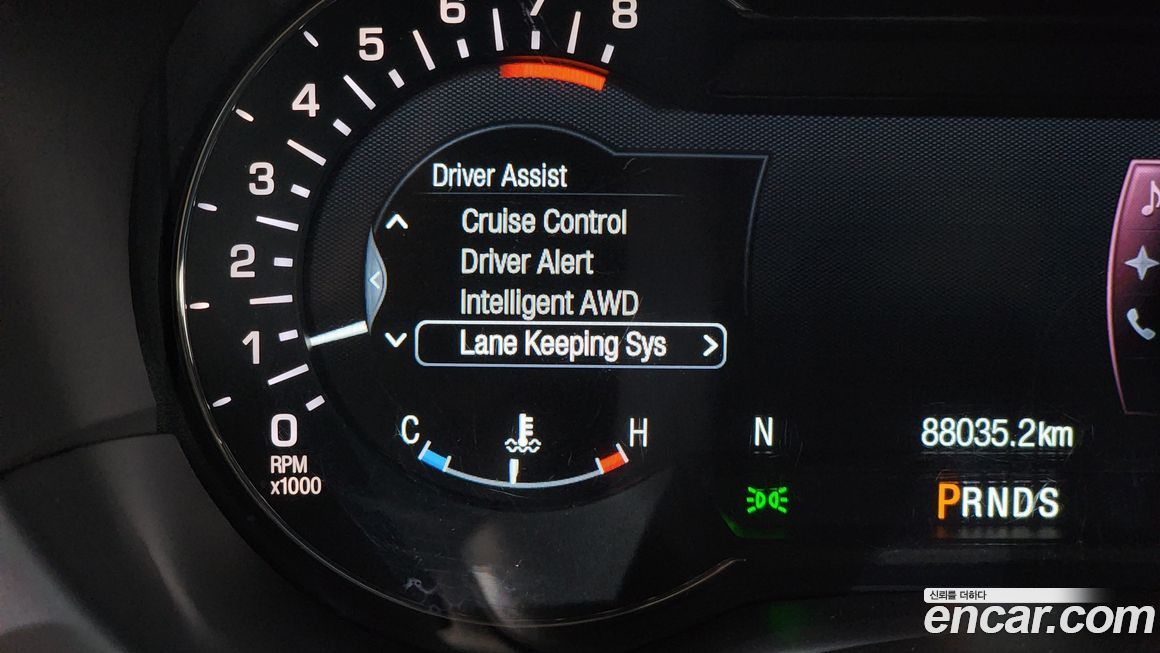 8
7
6
5
4
3
2
1
0
RPM
x1000
Driver Assist
Cruise Control
Driver Alert
Intelligent AWD
Lane Keeping Sys
C
H
N
88035.2km
PRNDS
신뢰를 더하다
encar.com